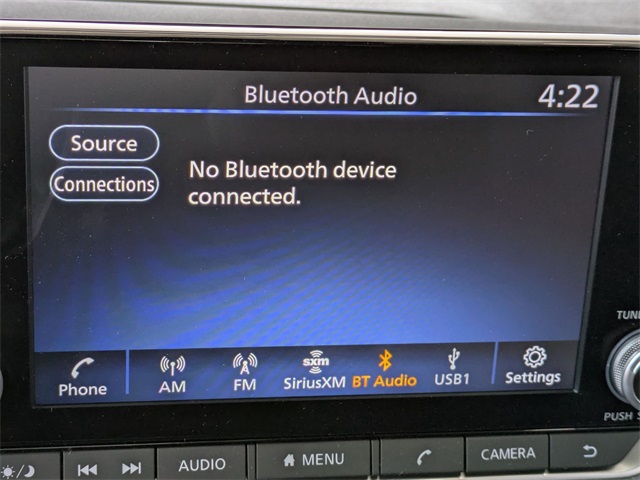 Bluetooth Audio 4:22
Source
Connections
No Bluetooth device
connected.
Phone AM FM sxm SiriusXM BT Audio USB1 Settings
TUNE
PUSH
AUDIO MENU CAMERA